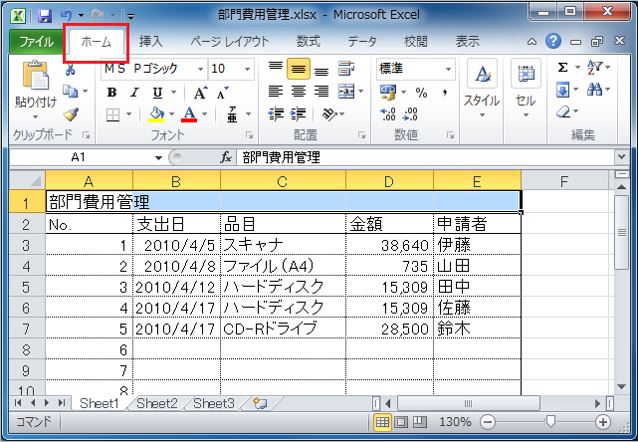 部門費用管理.xlsx - Microsoft Excel
ファイル ホーム 挿入 ページ レイアウト 数式 データ 校閲 表示
貼り付け ＭＳ Ｐゴシック 10 標準 スタイル セル
B I U A A 亜 % ,
クリップボード フォント 配置 数値 編集
A1 fx 部門費用管理
A B C D E F
1 部門費用管理
2 No. 支出日 品目 金額 申請者
3 1 2010/4/5 スキャナ 38,640 伊藤
4 2 2010/4/8 ファイル（A4） 735 山田
5 3 2010/4/12 ハードディスク 15,309 田中
6 4 2010/4/17 ハードディスク 15,309 佐藤
7 5 2010/4/17 CD-Rドライブ 28,500 鈴木
8 6
9 7
10 8
Sheet1 Sheet2 Sheet3
コマンド 130%